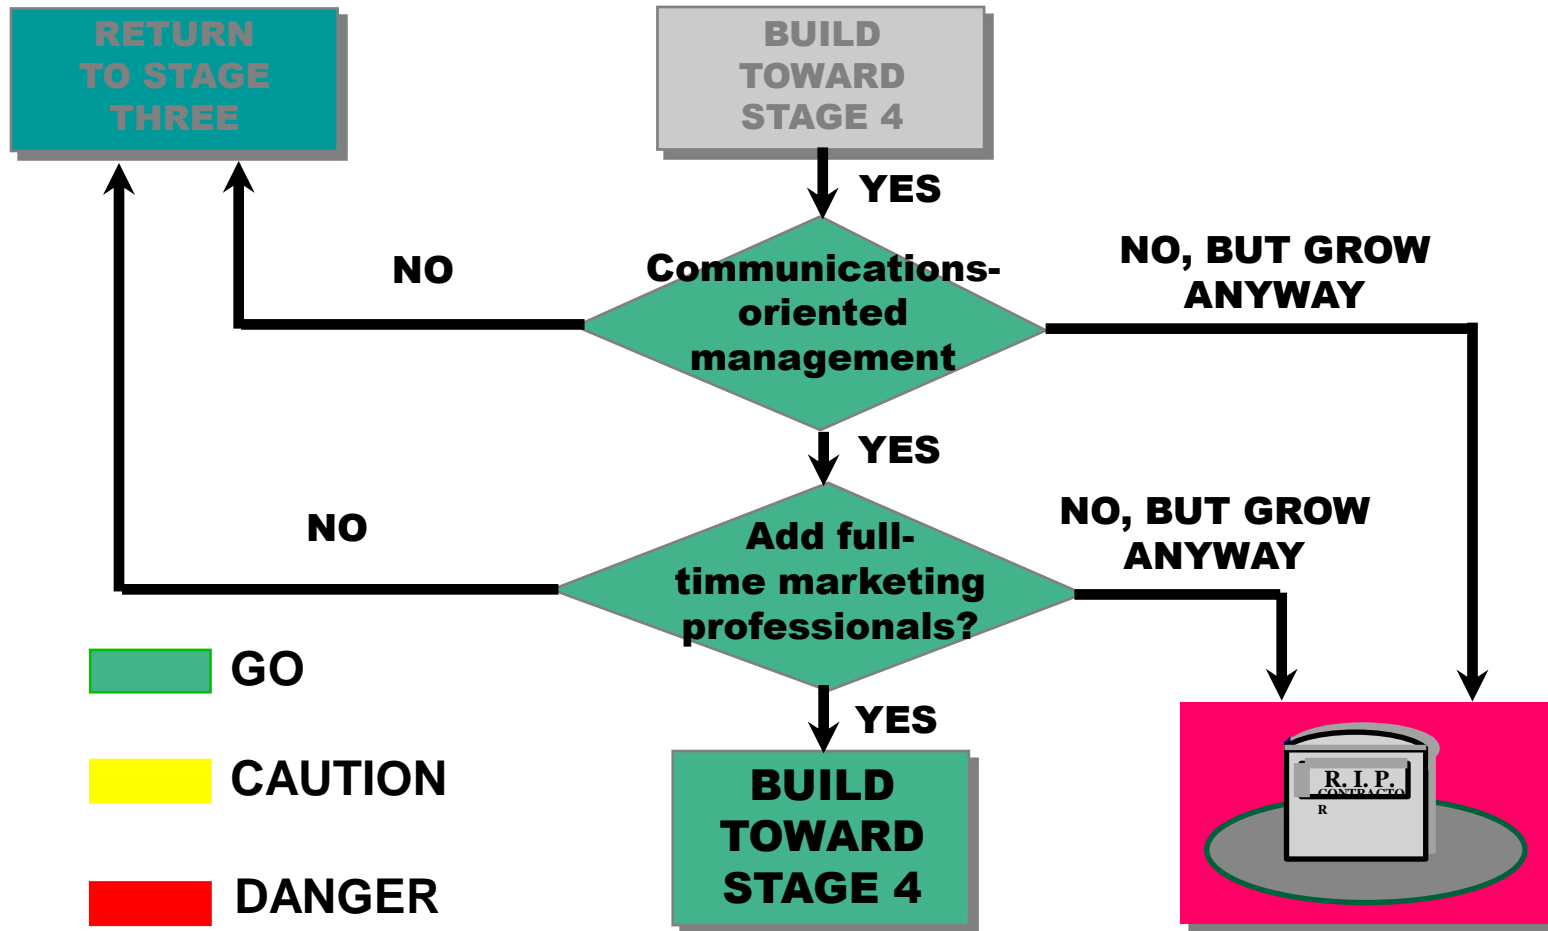 RETURN
TO STAGE
THREE
BUILD
TOWARD
STAGE 4
YES
NO
Communications-
oriented
management
NO, BUT GROW
ANYWAY
YES
NO
Add full-
time marketing
professionals?
NO, BUT GROW
ANYWAY
GO
YES
CAUTION
BUILD
TOWARD
STAGE 4
R. I. P.
CONTRACTO
R
DANGER